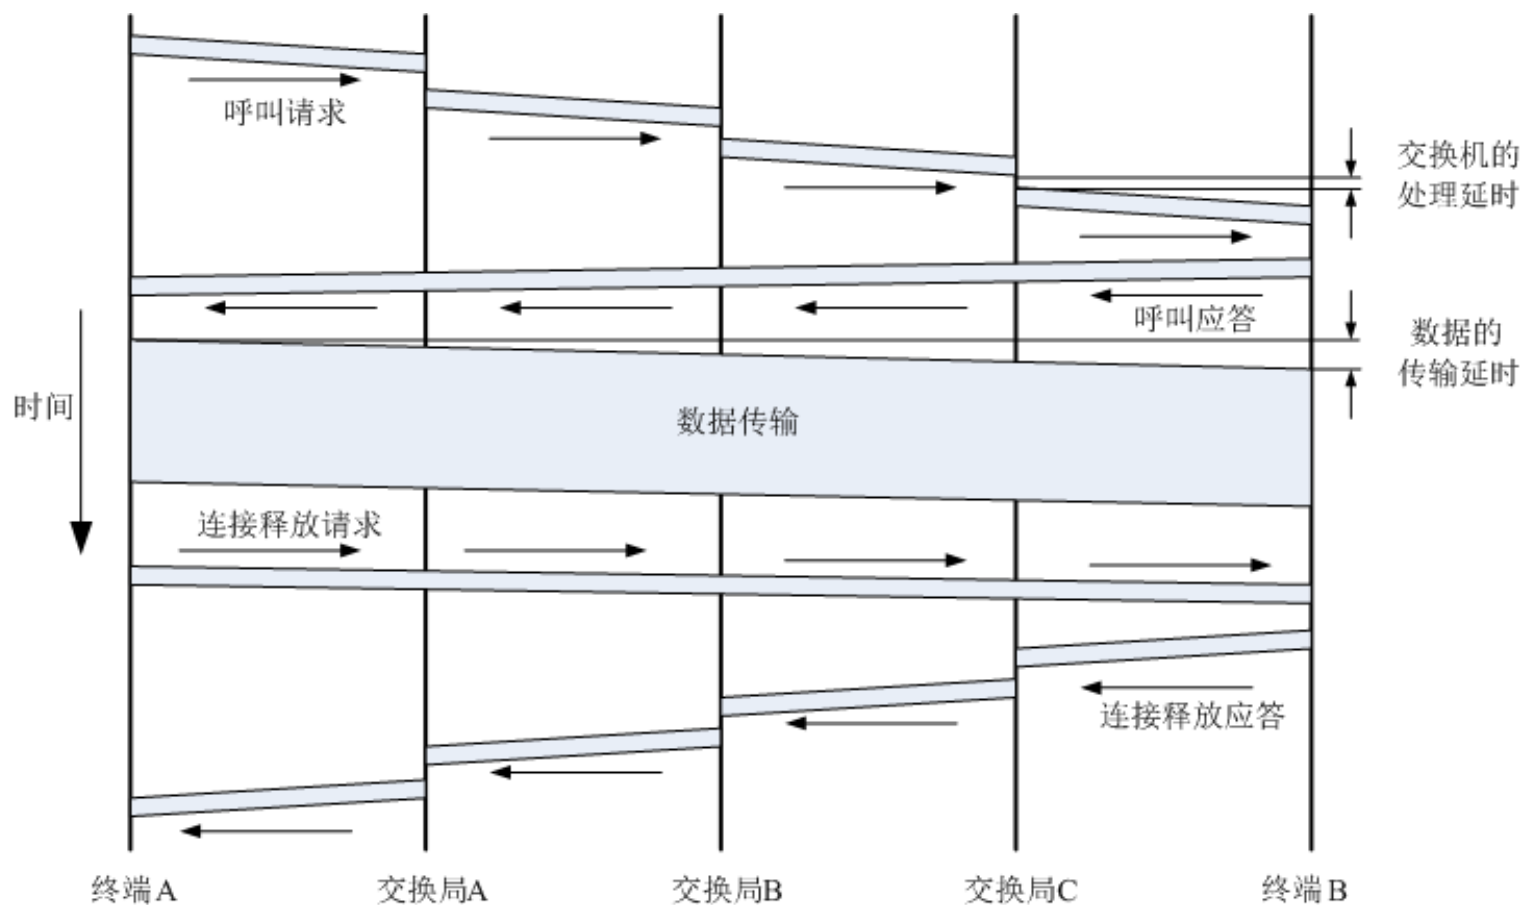 呼叫请求
交换机的
处理延时
呼叫应答
数据的
传输延时
时间
数据传输
连接释放请求
连接释放应答
终端A
交换局A
交换局B
交换局C
终端B